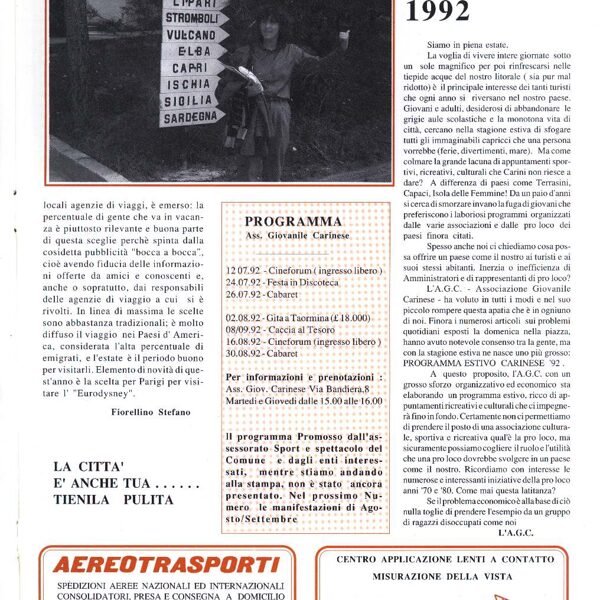 LIPARI
STROMBOLI
VULCANO
ELBA
CAPRI
ISCHIA
SIGILIA
SARDEGNA
locali agenzie di viaggi, è emerso: la
percentuale di gente che va in vacan-
za è piuttosto rilevante e buona parte
di questa sceglie perchè spinta dalla
cosidetta pubblicità "bocca a bocca",
cioè avendo fiducia delle informazio-
ni offerte da amici e conoscenti e,
anche o sopratutto, dai responsabili
delle agenzie di viaggio a cui si è
rivolti. In linea di massima le scelte
sono abbastanza tradizionali; è molto
diffuso il viaggio nei Paesi d' Ameri-
ca, considerata l'alta percentuale di
emigrati, e l'estate è il periodo buono
per visitarli. Elemento di novità di que-
st'anno è la scelta per Parigi per visi-
tare l' "Eurodysney".
Fiorellino Stefano
LA CITTA'
E' ANCHE TUA ......
TIENILA PULITA
PROGRAMMA
Ass. Giovanile Carinese
12.07.92 - Cineforum ( ingresso libero )
24.07.92 - Festa in Discoteca
26.07.92 - Cabaret
02.08.92 - Gita a Taormina (£ 18.000)
08/09.92 - Caccia al Tesoro
16.08.92 - Cineforum (ingresso libero )
30.08.92 - Cabaret
Per informazioni e prenotazioni :
Ass. Giov. Carinese Via Bandiera,8
Martedi e Giovedi dalle 15.00 alle 16.00
Il programma Promosso dall'as-
sessorato Sport e spettacolo del
Comune e dagli enti interes-
sati, mentre stiamo andando
alla stampa, non è stato ancora
presentato. Nel prossimo Nu-
mero le manifestazioni di Ago-
sto/Settembre
1992
Siamo in piena estate.
La voglia di vivere intere giornate sotto
un sole magnifico per poi rinfrescarsi nelle
tiepide acque del nostro litorale ( sia pur mal
ridotto) è il principale interesse dei tanti turisti
che ogni anno si riversano nel nostro paese.
Giovani e adulti, desiderosi di abbandonare le
grigie aule scolastiche e la monotona vita di
città, cercano nella stagione estiva di sfogare
tutti gli immaginabili capricci che una persona
vorrebbe (ferie, divertimenti, mare). Ma come
colmare la grande lacuna di appuntamenti spor-
tivi, ricreativi, culturali che Carini non riesce a
dare? A differenza di paesi come Terrasini,
Capaci, Isola delle Femmine! Da un paio d'anni
si cerca di smorzare invano la fuga di giovani che
preferiscono i laboriosi programmi organizzati
dalle varie associazioni e dalle pro loco dei
paesi finora citati.
Spesso anche noi ci chiediamo cosa pos-
sa offrire un paese come il nostro ai turisti e ai
suoi stessi abitanti. Inerzia o inefficienza di
Amministratori e di rapresentanti di pro loco?
L'A.G.C. - Associazione Giovanile
Carinese - ha voluto in tutti i modi e nel suo
piccolo rompere questa apatia che è in ognuno
di noi. Finora i numerosi articoli sui problemi
quotidiani esposti la domenica nella piazza,
hanno avuto notevole consenso tra la gente, ma
con la stagione estiva ne nasce uno più grosso:
PROGRAMMA ESTIVO CARINESE '92 .
A questo proposito, l'A.G.C. con un
grosso sforzo organizzativo ed economico sta
elaborando un programma estivo, ricco di ap-
puntamenti ricreativi e culturali che ci impegne-
rà fino in fondo. Certamente non ci permettiamo
di prendere il posto di una associazione cultura-
le, sportiva e ricreativa qual'è la pro loco, ma
sicuramente possiamo cogliere il ruolo e l'utilità
che una pro loco dovrebbe svolgere in un paese
come il nostro. Ricordiamo con interesse le
numerose e interessanti iniziative della pro loco
anni '70 e '80. Come mai questa latitanza?
Se il problema economico è alla base di ciò
nulla toglie di prendere l'esempio da un gruppo
di ragazzi disoccupati come noi
L'A.G.C.
AEREOTRASPORTI
SPEDIZIONI AEREE NAZIONALI ED INTERNAZIONALI
CONSOLIDATORI, PRESA E CONSEGNA A DOMICILIO
CENTRO APPLICAZIONE LENTI A CONTATTO
MISURAZIONE DELLA VISTA